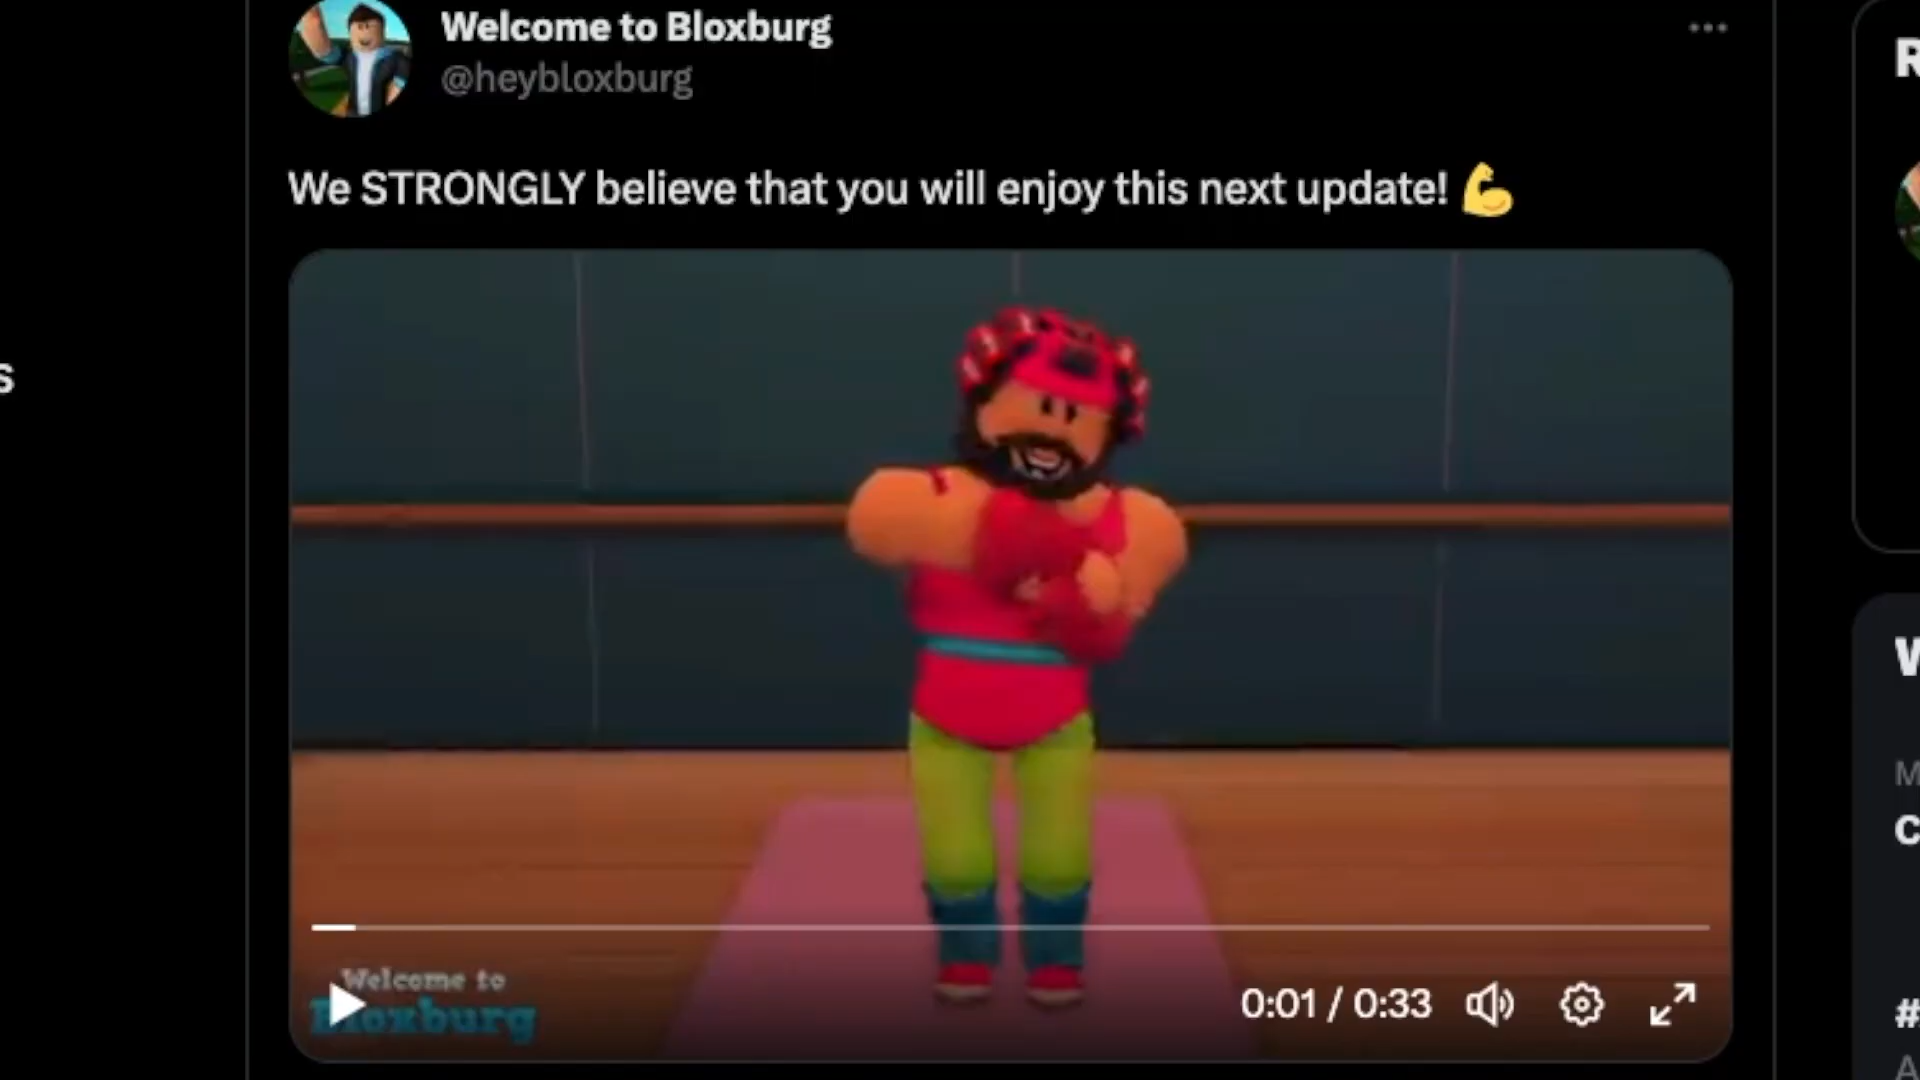 Welcome to Bloxburg
@heybloxburg
We STRONGLY believe that you will enjoy this next update! 💪
Welcome to
Bloxburg
0:01 / 0:33